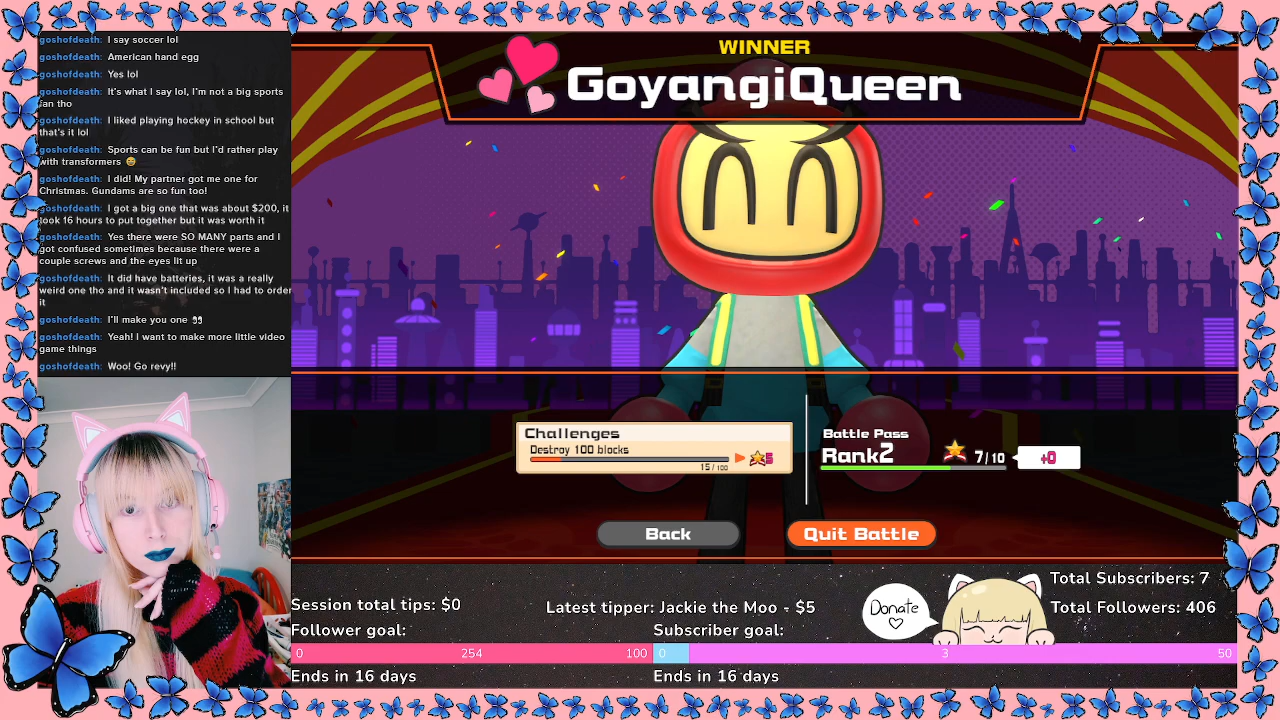 goshofdeath: I say soccer lol
goshofdeath: American hand egg
goshofdeath: Yes lol
goshofdeath: It's what I say lol, I'm not a big sports
fan tho
goshofdeath: I liked playing hockey in school but
that's it lol
goshofdeath: Sports can be fun but I'd rather play
with transformers 😄
goshofdeath: I did! My partner got me one for
Christmas. Gundams are so fun too!
goshofdeath: I got a big one that was about $200, it
took 16 hours to put together but it was worth it
goshofdeath: Yes there were SO MANY parts and I
got confused sometimes because there were a
couple screws and the eyes lit up
goshofdeath: It did have batteries, it was a really
weird one tho and it wasn't included so I had to order
it
goshofdeath: I'll make you one 👀
goshofdeath: Yeah! I want to make more little video
game things
goshofdeath: Woo! Go revy!!
WINNER
GoyangiQueen
Challenges
Destroy 100 blocks
15/100
5
Battle Pass
Rank2
7/10
+0
Back
Quit Battle
Session total tips: $0
Latest tipper: Jackie the Moo - $5
Donate
Total Subscribers: 7
Total Followers: 406
Follower goal:
Subscriber goal:
0 254 100
0 3 50
Ends in 16 days
Ends in 16 days